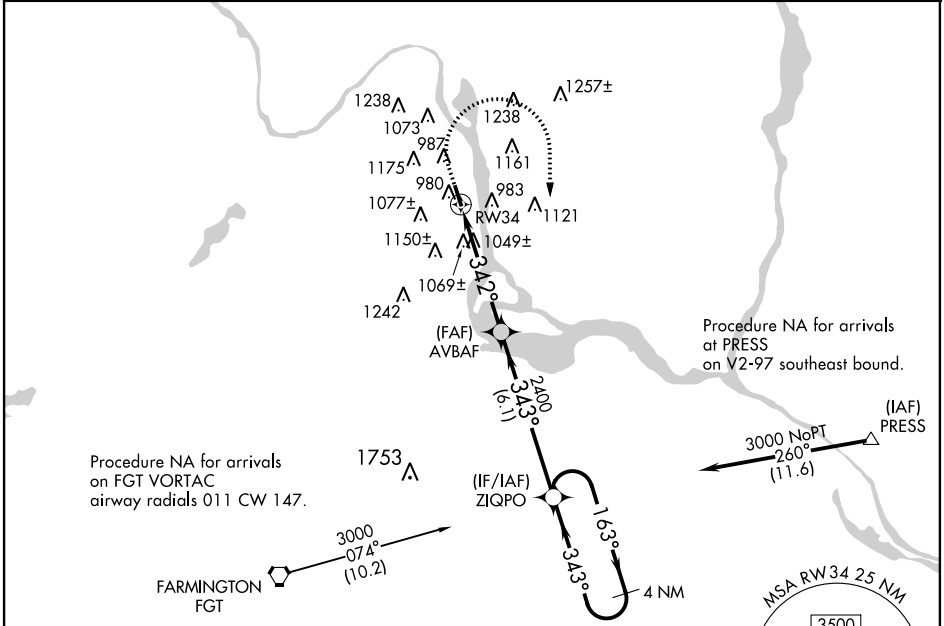 1238
1073
1238
1257±
987
1175
1161
980
983
1077±
RW34
1121
1150±
1049±
1069±
342°
1242
(FAF)
AVBAF
Procedure NA for arrivals
at PRESS
on V2-97 southeast bound.
2400
343°
(6.1)
(IAF)
PRESS
3000 NoPT
260°
(11.6)
Procedure NA for arrivals
on FGT VORTAC
airway radials 011 CW 147.
1753
(IF/IAF)
ZIQPO
163°
343°
4 NM
3000
074°
(10.2)
FARMINGTON
FGT
MSA RW34 25 NM
3500